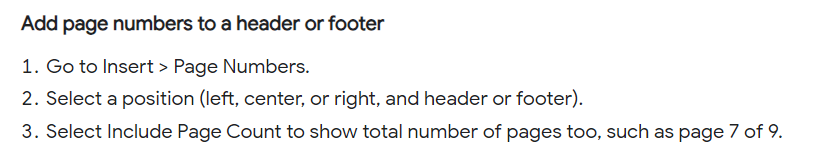 Add page numbers to a header or footer
1. Go to Insert > Page Numbers.
2. Select a position (left, center, or right, and header or footer).
3. Select Include Page Count to show total number of pages too, such as page 7 of 9.